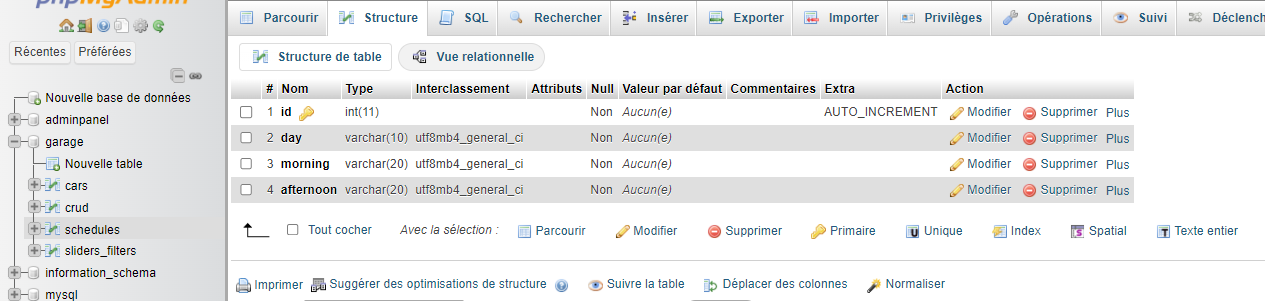 phpMyAdmin
Parcourir Structure SQL Rechercher Insérer Exporter Importer Privilèges Opérations Suivi Déclench
Récentes Préférées
Structure de table Vue relationnelle
Nouvelle base de données
adminpanel
garage
Nouvelle table
cars
crud
schedules
sliders_filters
information_schema
mysql
# Nom Type Interclassement Attributs Null Valeur par défaut Commentaires Extra Action
1 id int(11) Non Aucun(e) AUTO_INCREMENT Modifier Supprimer Plus
2 day varchar(10) utf8mb4_general_ci Non Aucun(e) Modifier Supprimer Plus
3 morning varchar(20) utf8mb4_general_ci Non Aucun(e) Modifier Supprimer Plus
4 afternoon varchar(20) utf8mb4_general_ci Non Aucun(e) Modifier Supprimer Plus
Tout cocher Avec la sélection : Parcourir Modifier Supprimer Primaire Unique Index Spatial Texte entier
Imprimer Suggérer des optimisations de structure Suivre la table Déplacer des colonnes Normaliser